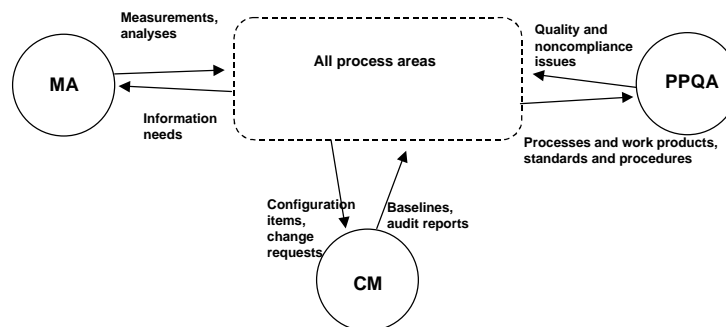 Measurements,
analyses
MA
Information
needs
All process areas
Quality and
noncompliance
issues
PPQA
Processes and work products,
standards and procedures
Configuration
items,
change
requests
Baselines,
audit reports
CM